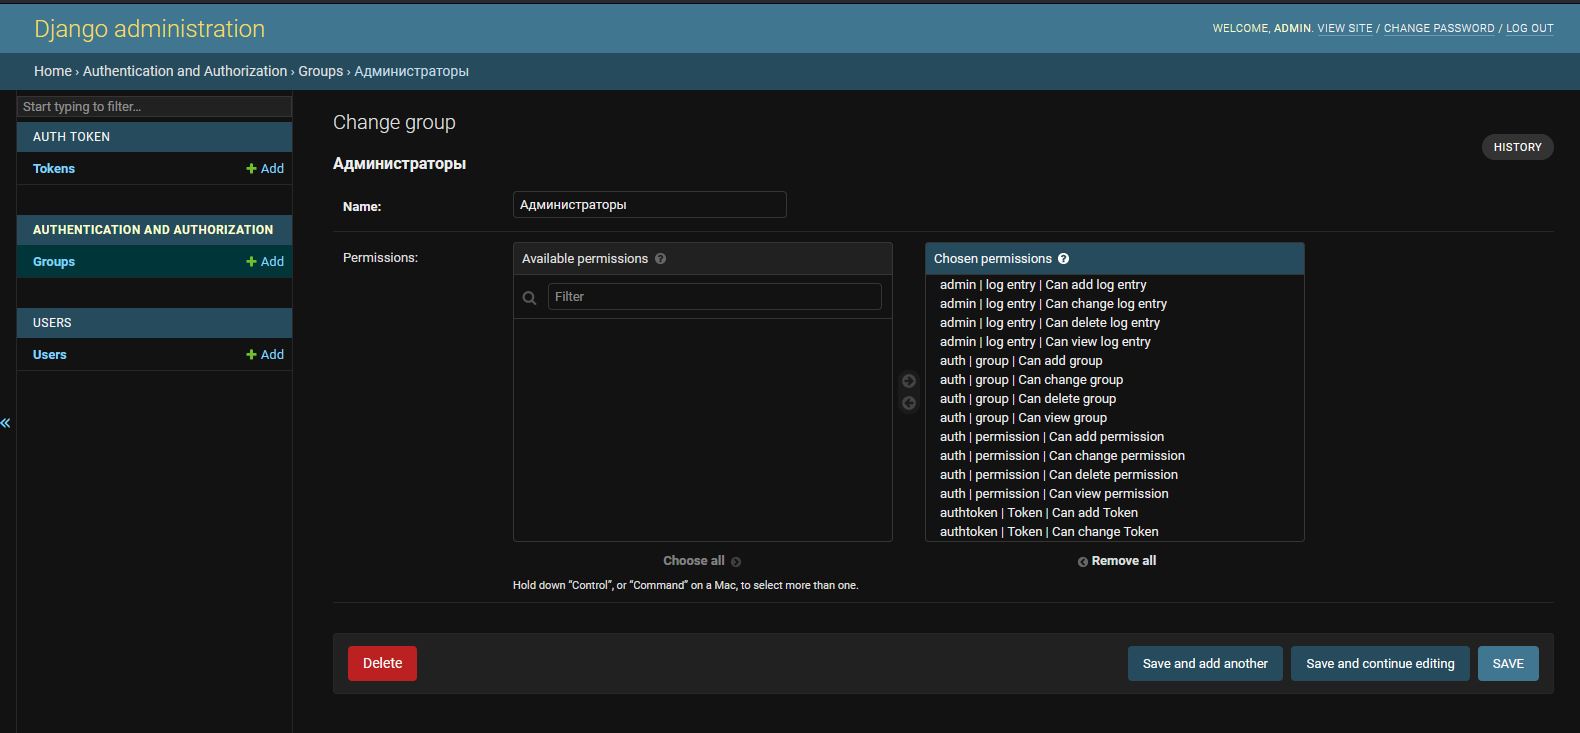 Django administration
WELCOME, ADMIN. VIEW SITE / CHANGE PASSWORD / LOG OUT
Home › Authentication and Authorization › Groups › Администраторы
Start typing to filter...
AUTH TOKEN
Tokens
Add
AUTHENTICATION AND AUTHORIZATION
Groups
Add
USERS
Users
Add
«
Change group
HISTORY
Администраторы
Name:
Администраторы
Permissions:
Available permissions ?
Filter
Choose all
Chosen permissions ?
admin | log entry | Can add log entry
admin | log entry | Can change log entry
admin | log entry | Can delete log entry
admin | log entry | Can view log entry
auth | group | Can add group
auth | group | Can change group
auth | group | Can delete group
auth | group | Can view group
auth | permission | Can add permission
auth | permission | Can change permission
auth | permission | Can delete permission
auth | permission | Can view permission
authtoken | Token | Can add Token
authtoken | Token | Can change Token
Remove all
Hold down “Control”, or “Command” on a Mac, to select more than one.
Delete
Save and add another
Save and continue editing
SAVE